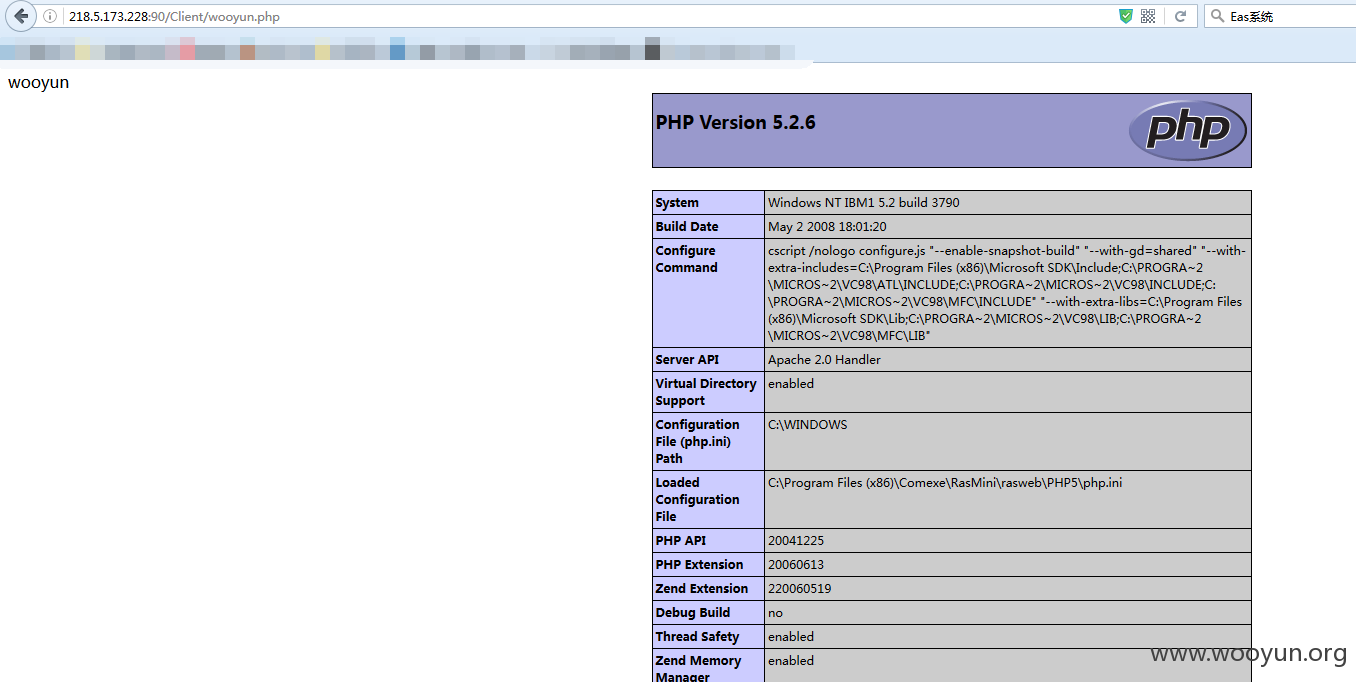 218.5.173.228:90/Client/wooyun.php
Eas系统
wooyun
PHP Version 5.2.6
php
System
Windows NT IBM1 5.2 build 3790
Build Date
May 2 2008 18:01:20
Configure
Command
cscript /nologo configure.js "--enable-snapshot-build" "--with-gd=shared" "--with-
extra-includes=C:\Program Files (x86)\Microsoft SDK\Include;C:\PROGRA~2
\MICROS~2\VC98\ATL\INCLUDE;C:\PROGRA~2\MICROS~2\VC98\INCLUDE;C:
\PROGRA~2\MICROS~2\VC98\MFC\INCLUDE" "--with-extra-libs=C:\Program Files
(x86)\Microsoft SDK\Lib;C:\PROGRA~2\MICROS~2\VC98\LIB;C:\PROGRA~2
\MICROS~2\VC98\MFC\LIB"
Server API
Apache 2.0 Handler
Virtual Directory
Support
enabled
Configuration
File (php.ini)
Path
C:\WINDOWS
Loaded
Configuration
File
C:\Program Files (x86)\Comexe\RasMini\rasweb\PHP5\php.ini
PHP API
20041225
PHP Extension
20060613
Zend Extension
220060519
Debug Build
no
Thread Safety
enabled
Zend Memory
Manager
enabled
www.wooyun.org